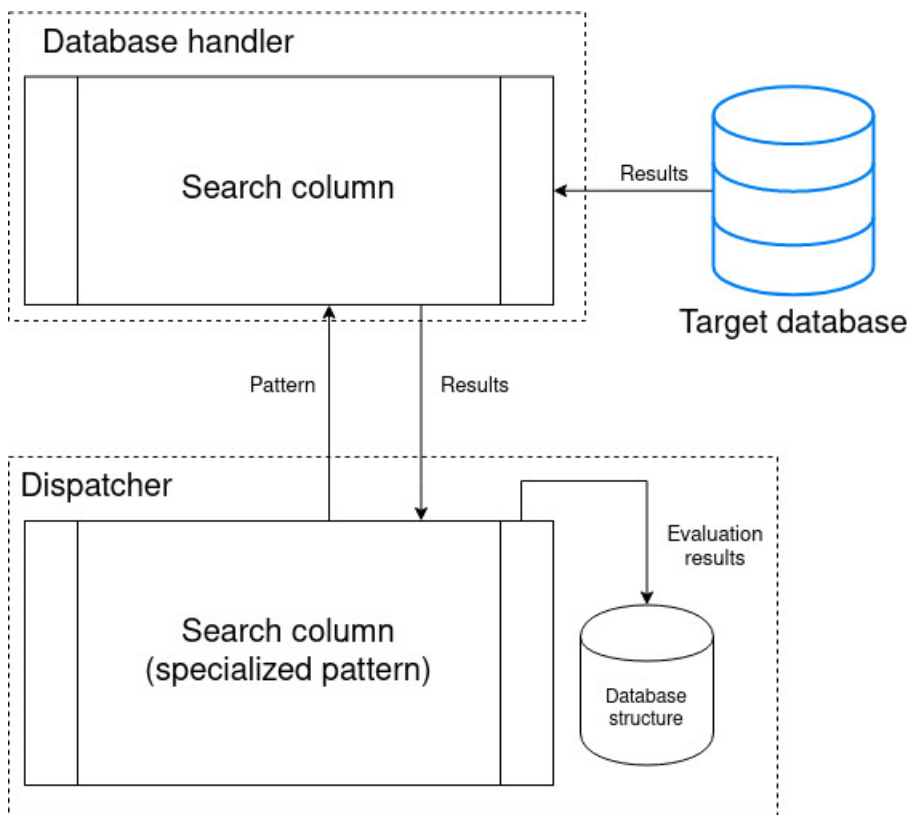 Database handler
Search column
Results
Target database
Pattern
Results
Dispatcher
Evaluation
results
Search column
(specialized pattern)
Database
structure